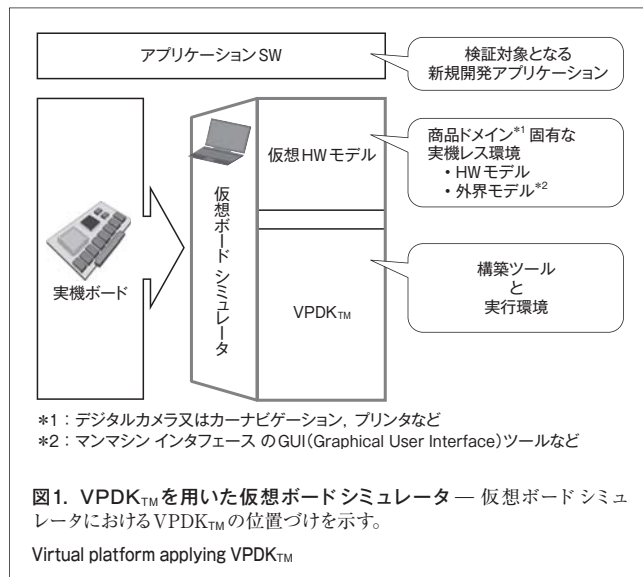 アプリケーションSW
検証対象となる
新規開発アプリケーション
実機ボード
仮想ボード シミュレータ
仮想HWモデル
商品ドメイン*1 固有な
実機レス環境
・HWモデル
・外界モデル*2
VPDKTM
構築ツール
と
実行環境
*1：デジタルカメラ又はカーナビゲーション，プリンタなど
*2：マンマシン インタフェース のGUI(Graphical User Interface)ツールなど
図1. VPDKTMを用いた仮想ボード シミュレータ — 仮想ボード シミュ
レータにおけるVPDKTMの位置づけを示す。
Virtual platform applying VPDKTM